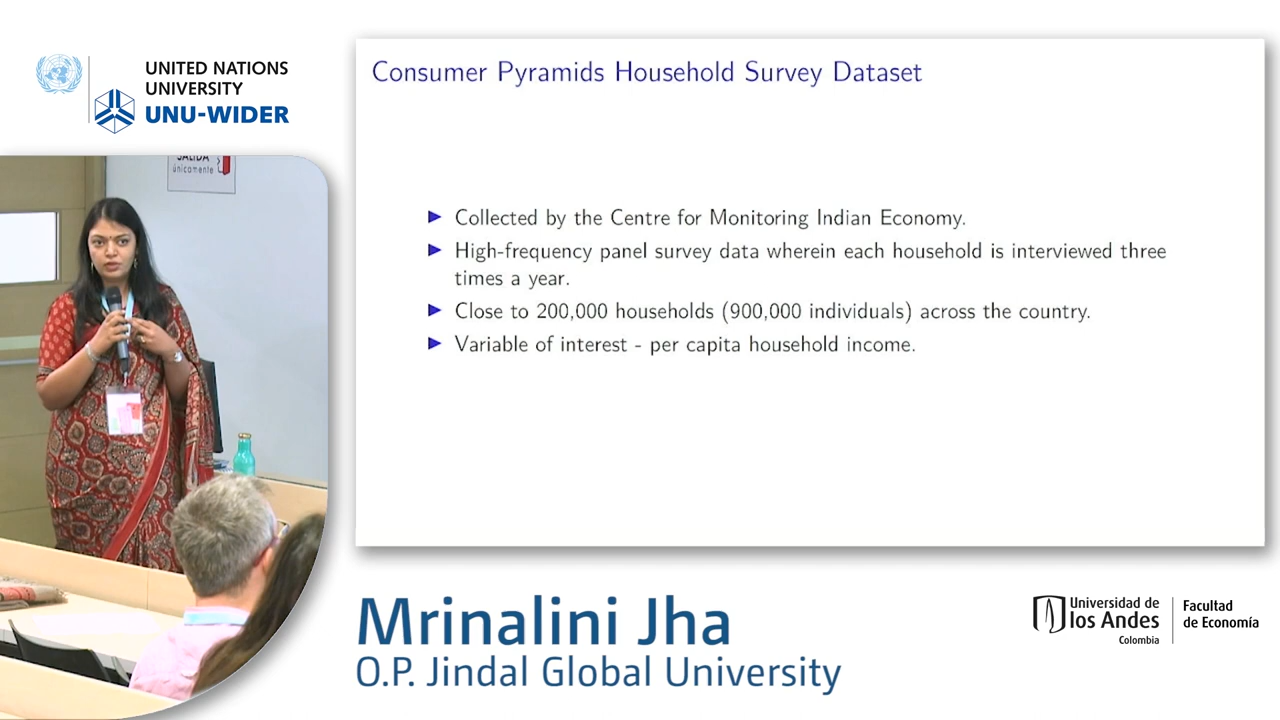 UNITED NATIONS
UNIVERSITY
UNU-WIDER
SALIDA
únicamente
Consumer Pyramids Household Survey Dataset
Collected by the Centre for Monitoring Indian Economy.
High-frequency panel survey data wherein each household is interviewed three
times a year.
Close to 200,000 households (900,000 individuals) across the country.
Variable of interest - per capita household income.
Mrinalini Jha
O.P. Jindal Global University
Universidad de
los Andes
Colombia
Facultad
de Economía